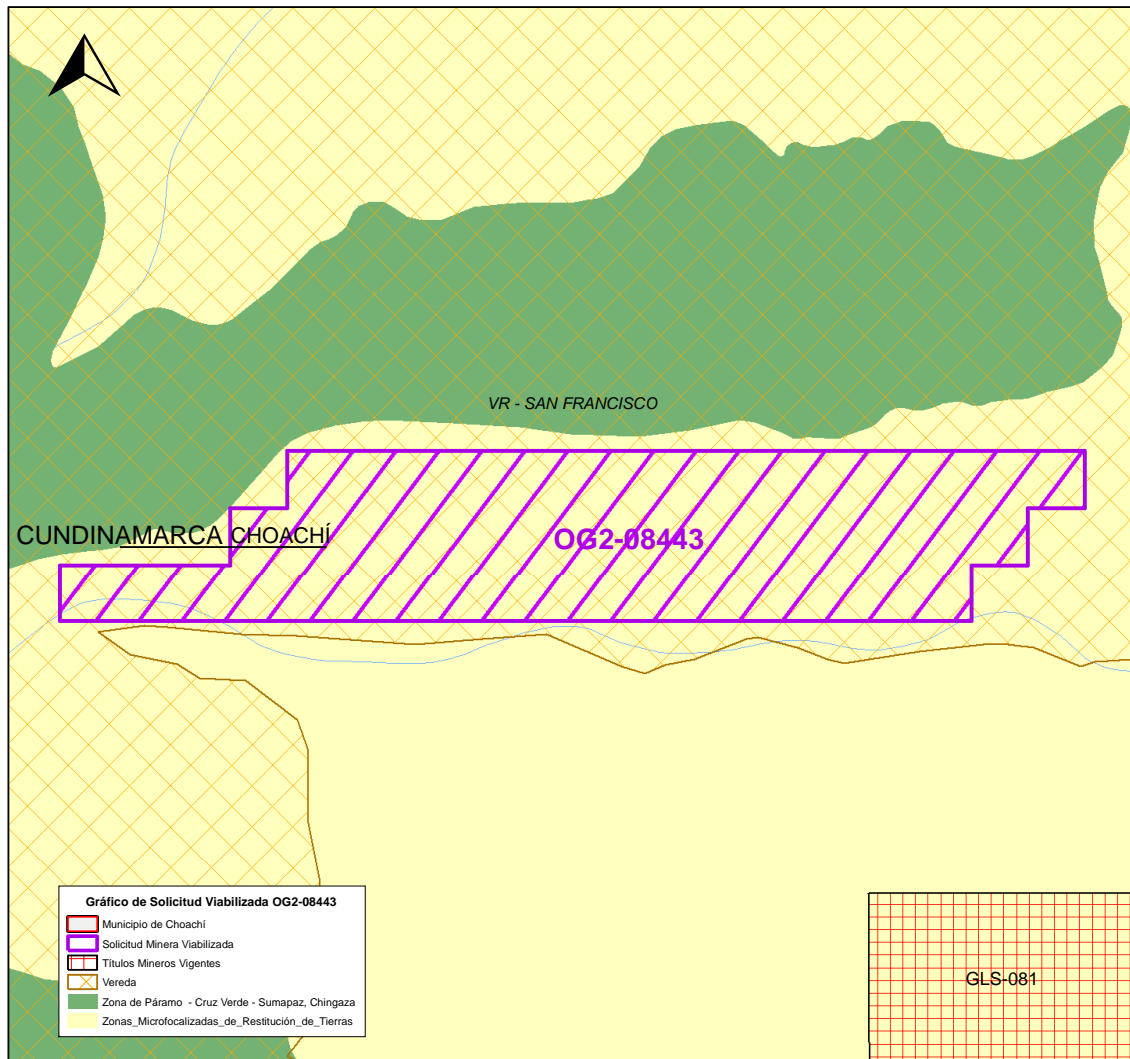 VR - SAN FRANCISCO
CUNDINAMARCA CHOACHÍ
OG2-08443
Gráfico de Solicitud Viabilizada OG2-08443
Municipio de Choachí
Solicitud Minera Viabilizada
Títulos Mineros Vigentes
Vereda
Zona de Páramo - Cruz Verde - Sumapaz, Chingaza
Zonas_Microfocalizadas_de_Restitución_de_Tierras
GLS-081